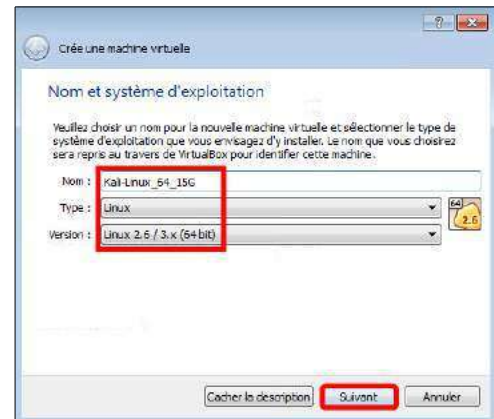 Crée une machine virtuelle
Nom et système d'exploitation
Veuillez choisir un nom pour la nouvelle machine virtuelle et sélectionner le type de
système d'exploitation que vous envisagez d'y installer. Le nom que vous choisirez
sera repris au travers de VirtualBox pour identifier cette machine.
Nom : Kali-Linux_64_15G
Type : Linux
64
2.6
Version : Linux 2.6 / 3.x (64 bit)
Cacher la description Suivant Annuler